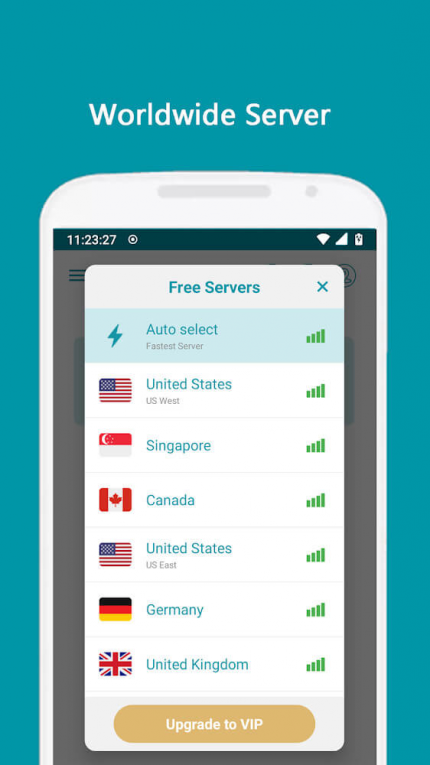 Worldwide Server
11:23:27
Free Servers
Auto select
Fastest Server
United States
US West
Singapore
Canada
United States
US East
Germany
United Kingdom
Upgrade to VIP